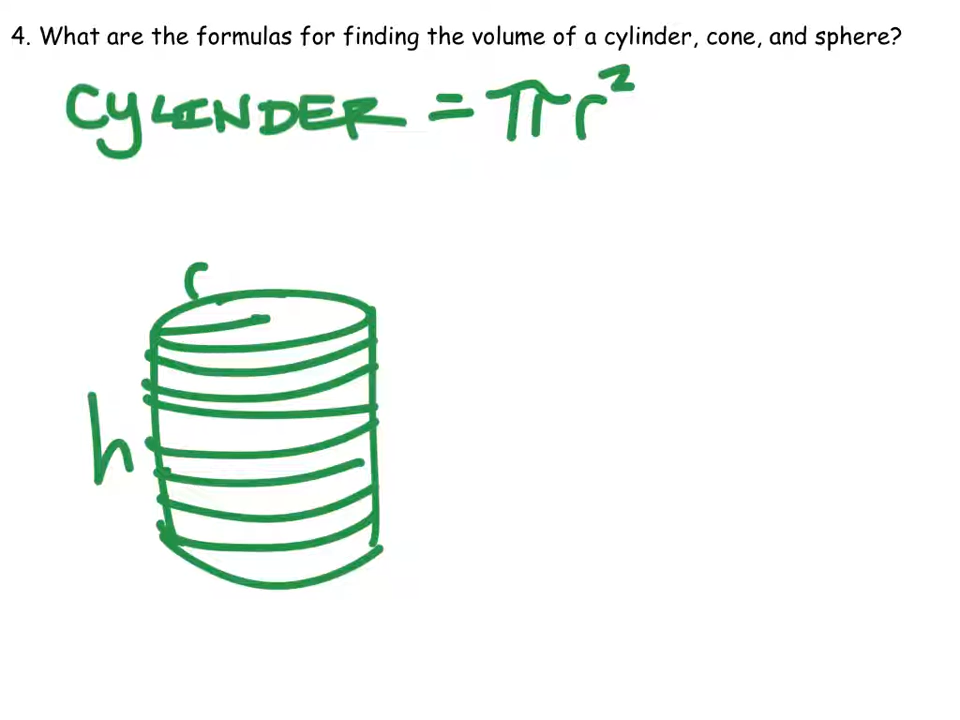 4. What are the formulas for finding the volume of a cylinder, cone, and sphere?
CYLINDER = πr²
r
h